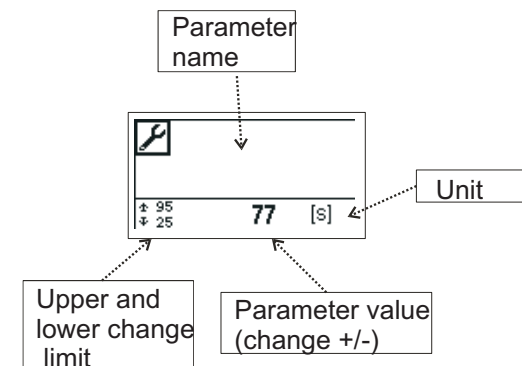 Parameter
name
↑ 95
↓ 25
77
[s]
Unit
Upper and
lower change
limit
Parameter value
(change +/-)